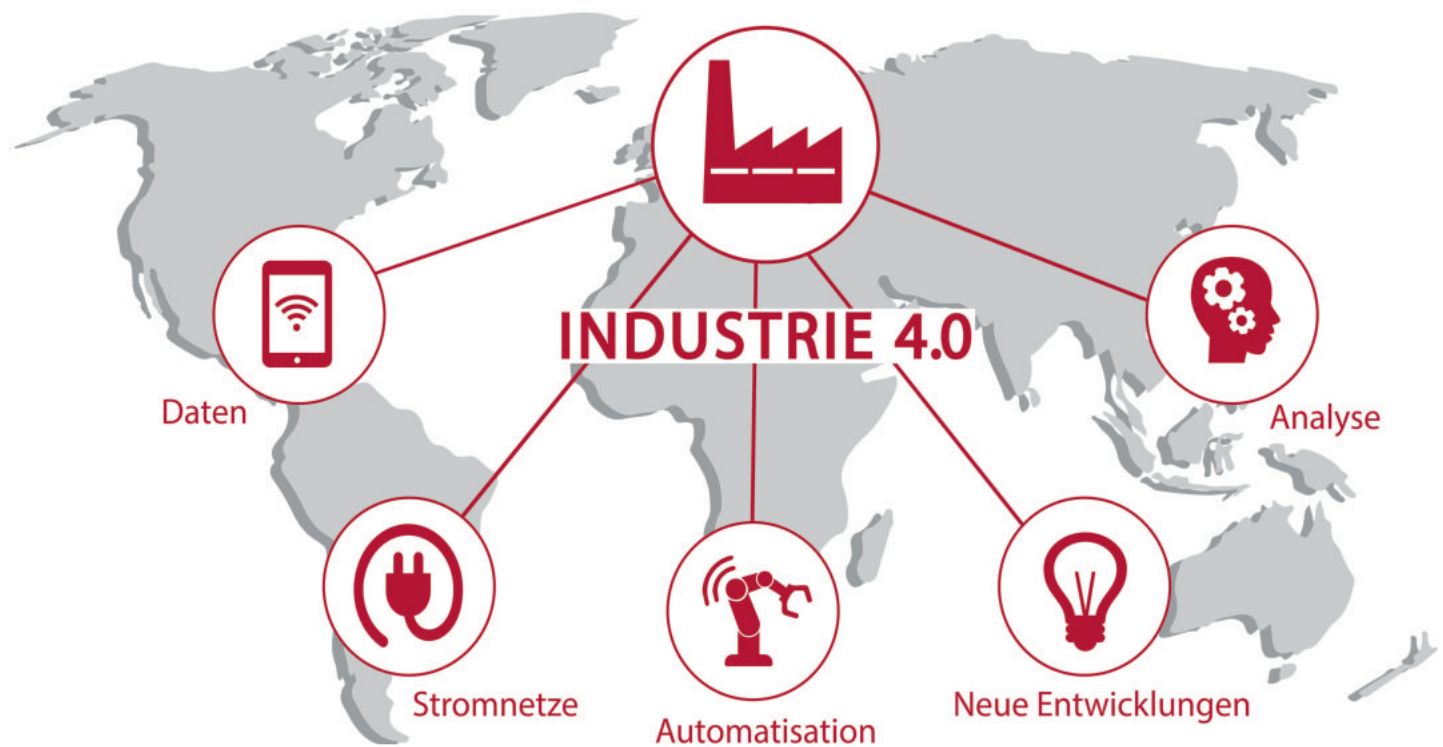 INDUSTRIE 4.0
Daten
Analyse
Stromnetze
Automatisation
Neue Entwicklungen